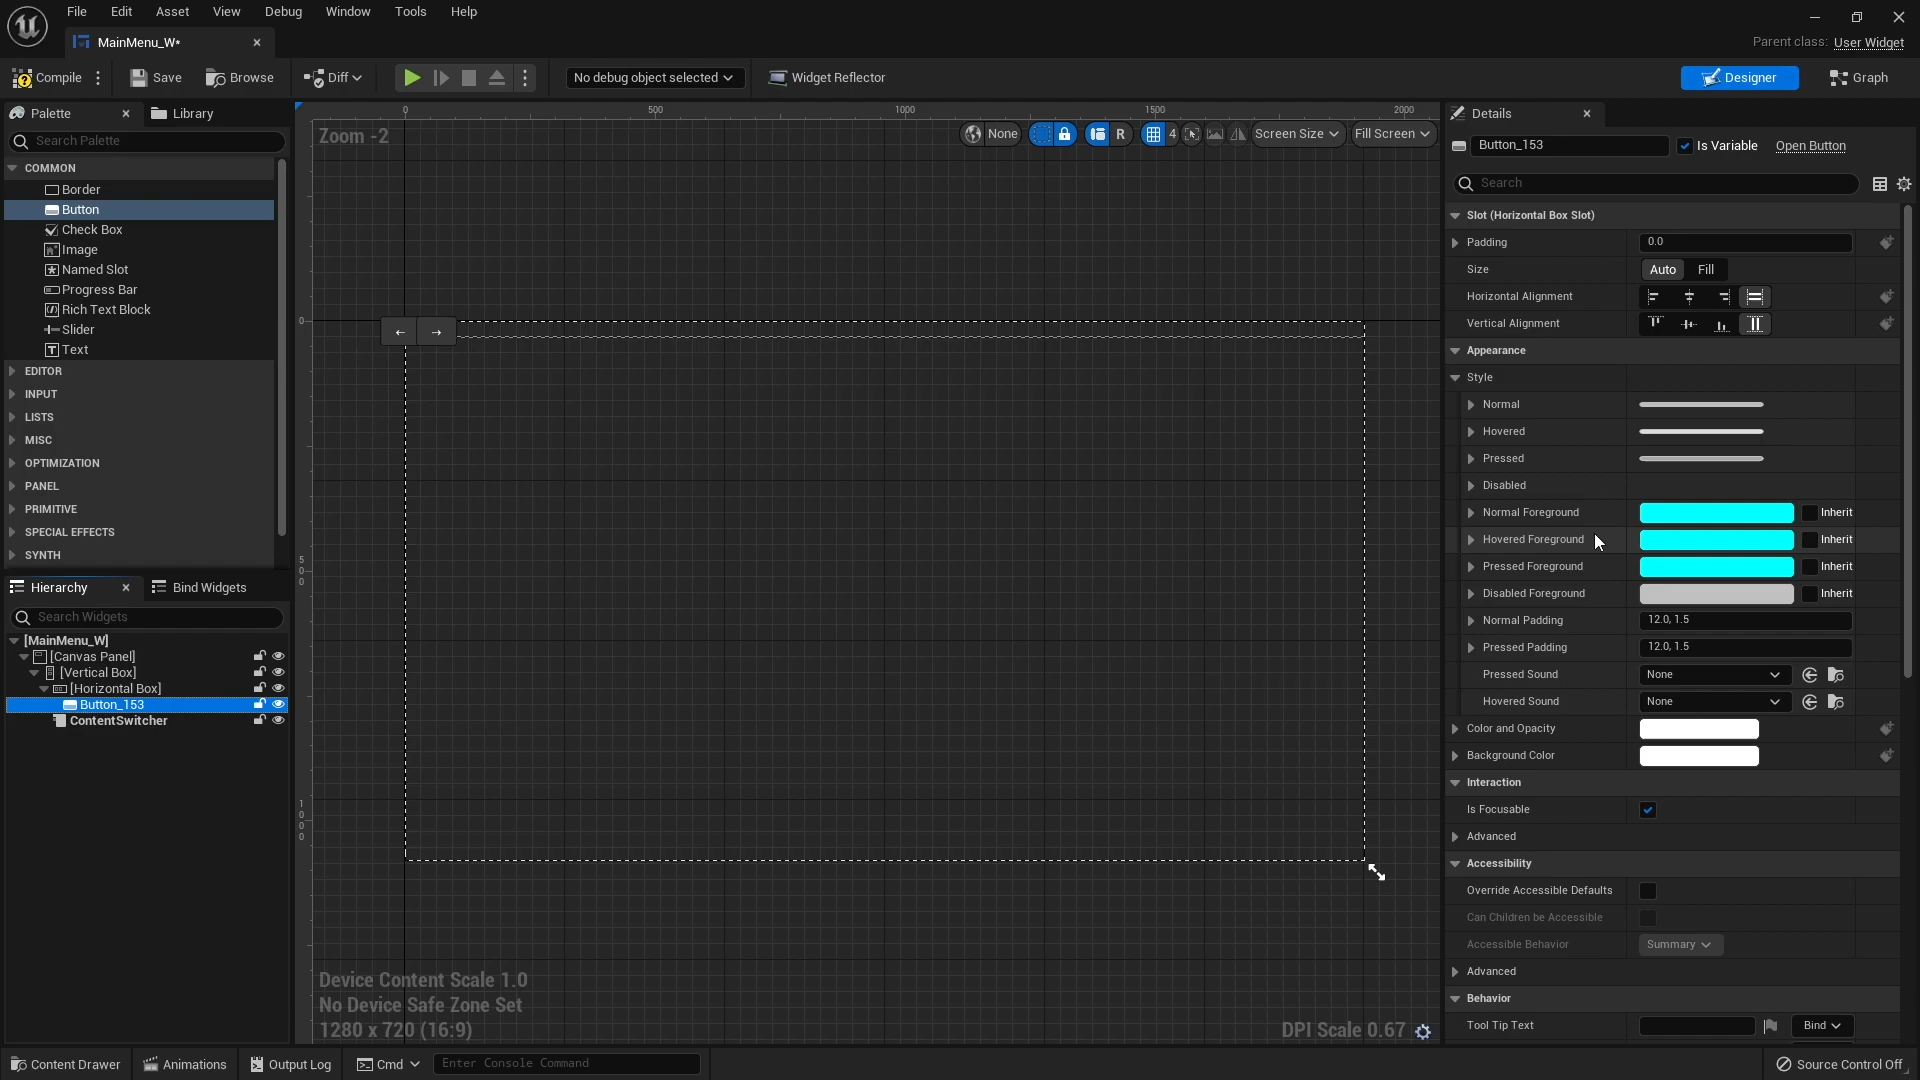 File Edit Asset View Debug Window Tools Help
MainMenu_W*
Parent class: User Widget
Compile Save Browse Diff No debug object selected Widget Reflector Designer Graph
Palette Library
Search Palette
COMMON
Border
Button
Check Box
Image
Named Slot
Progress Bar
Rich Text Block
Slider
Text
EDITOR
INPUT
LISTS
MISC
OPTIMIZATION
PANEL
PRIMITIVE
SPECIAL EFFECTS
SYNTH
Hierarchy Bind Widgets
Search Widgets
[MainMenu_W]
[Canvas Panel]
[Vertical Box]
[Horizontal Box]
Button_153
ContentSwitcher
0 500 1000 1500 2000
Zoom -2
None R 4 Screen Size Fill Screen
0
500
1000
Device Content Scale 1.0
No Device Safe Zone Set
1280 x 720 (16:9)
DPI Scale 0.67
Details
Button_153 Is Variable Open Button
Search
Slot (Horizontal Box Slot)
Padding 0.0
Size Auto Fill
Horizontal Alignment
Vertical Alignment
Appearance
Style
Normal
Hovered
Pressed
Disabled
Normal Foreground Inherit
Hovered Foreground Inherit
Pressed Foreground Inherit
Disabled Foreground Inherit
Normal Padding 12.0, 1.5
Pressed Padding 12.0, 1.5
Pressed Sound None
Hovered Sound None
Color and Opacity
Background Color
Interaction
Is Focusable
Advanced
Accessibility
Override Accessible Defaults
Can Children be Accessible
Accessible Behavior Summary
Advanced
Behavior
Tool Tip Text Bind
Content Drawer Animations Output Log Cmd Enter Console Command Source Control Off